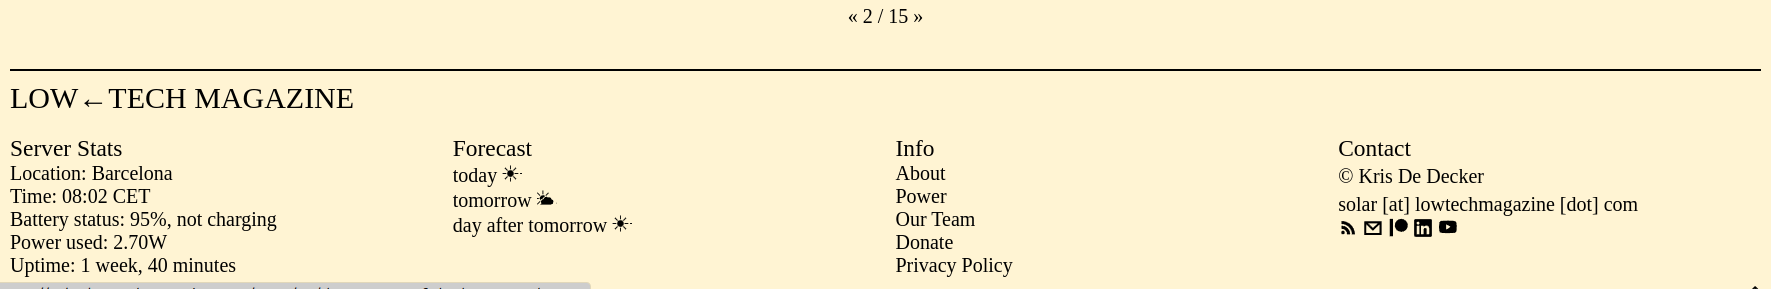 « 2 / 15 »
LOW←TECH MAGAZINE
Server Stats
Location: Barcelona
Time: 08:02 CET
Battery status: 95%, not charging
Power used: 2.70W
Uptime: 1 week, 40 minutes
Forecast
today
tomorrow
day after tomorrow
Info
About
Power
Our Team
Donate
Privacy Policy
Contact
© Kris De Decker
solar [at] lowtechmagazine [dot] com